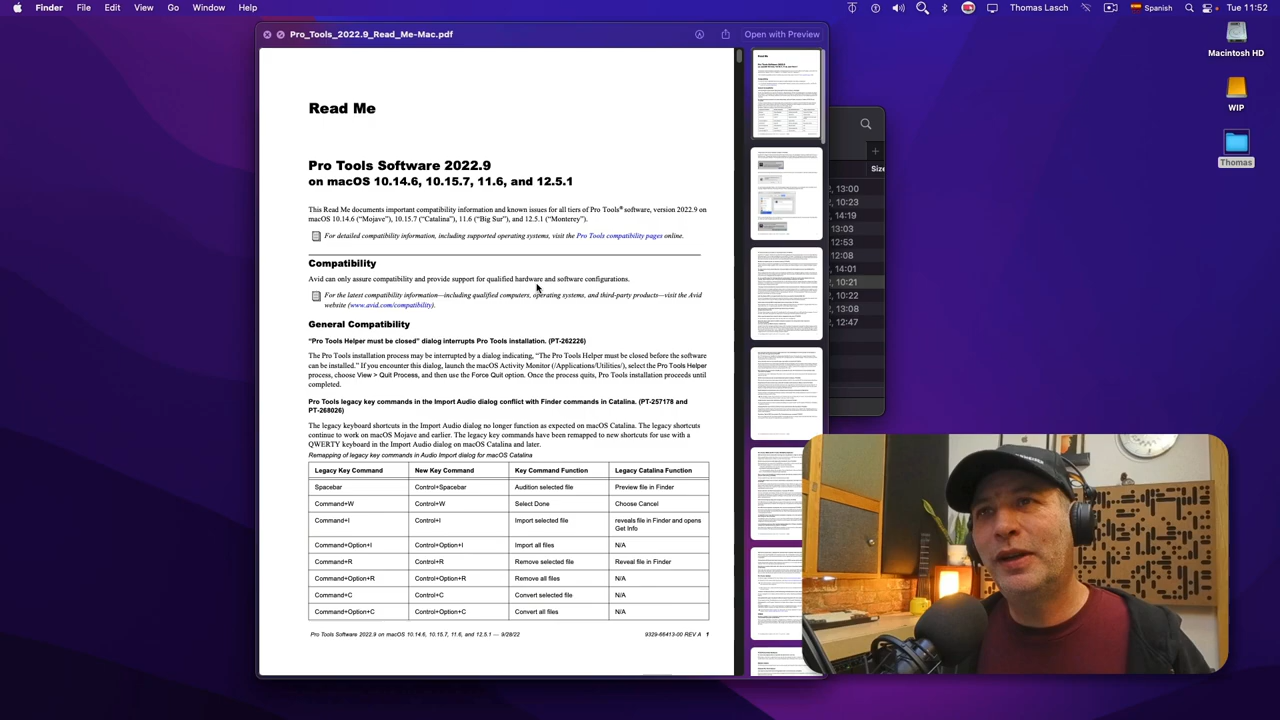 Finder File Edit View Go Window Help
Thomas Lasch
Spanish
Tue 11:52
Pro_Tools_2022.9_Read_Me-Mac.pdf
Open with Preview
Macintosh HD
Read Me
Pro Tools Software 2022.9
on macOS 10.14.6, 10.15.7, 11.6, and 12.5.1
This Read Me documents important compatibility information and known issues for all tiers of Pro Tools® software, version 2022.9 on
macOS 10.14.6 (“Mojave”), 10.15.7 (“Catalina”), 11.6 (“Big Sur”), and 12.5.1 (“Monterey”).
For detailed compatibility information, including supported operating systems, visit the Pro Tools compatibility pages online.
Compatibility
Avid can only assure compatibility and provide support for qualified hardware and software configurations.
For the latest compatibility information—including qualified computers, operating systems, and third-party products—visit the Avid
website (www.avid.com/compatibility).
General Compatibility
“Pro Tools Helper must be closed” dialog interrupts Pro Tools installation. (PT-262226)
The Pro Tools installation process may be interrupted by a dialog indicating, “The Pro Tools Helper must be closed before the software
can be installed.” If you encounter this dialog, launch the macOS Activity Monitor (/Applications/Utilities/), select the Pro Tools Helper
process, choose View > Quit Process, and then use the Force Quit option. Once the process quits, Pro Tools installation proceeds until
completed.
Pro Tools legacy key commands in the Import Audio dialog conflict with Finder commands in Catalina. (PT-257178 and
PT-268026)
The legacy keyboard shortcuts in the Import Audio dialog no longer function as expected on macOS Catalina. The legacy shortcuts
continue to work on macOS Mojave and earlier. The legacy key commands have been remapped to new shortcuts for use with a
QWERTY keyboard in the Import Audio dialog on macOS Catalina and later.
Remapping of legacy key commands in Audio Import dialog for macOS Catalina
Legacy Key Command New Key Command Key Command Function Legacy Catalina Function
Spacebar Control+Spacebar Audition selected file Preview file in Finder
Command+W Control+W Select Done Choose Cancel
Command+I Control+I Import selected file reveals file in Finder and opens
Get Info
Command+Option+I Control+Option+I Import all files N/A
Command+R Control+R Remove selected file Reveal file in Finder
Command+Option+R Control+Option+R Remove all files N/A
Command+C Control+C Convert selected file N/A
Command+Option+C Control+Option+C Convert all files N/A
Pro Tools Software 2022.9 on macOS 10.14.6, 10.15.7, 11.6, and 12.5.1 — 9/28/22
9329-66413-00 REV A 1
Size
13:00
12:59
12:53
12:53
14:01
13:08